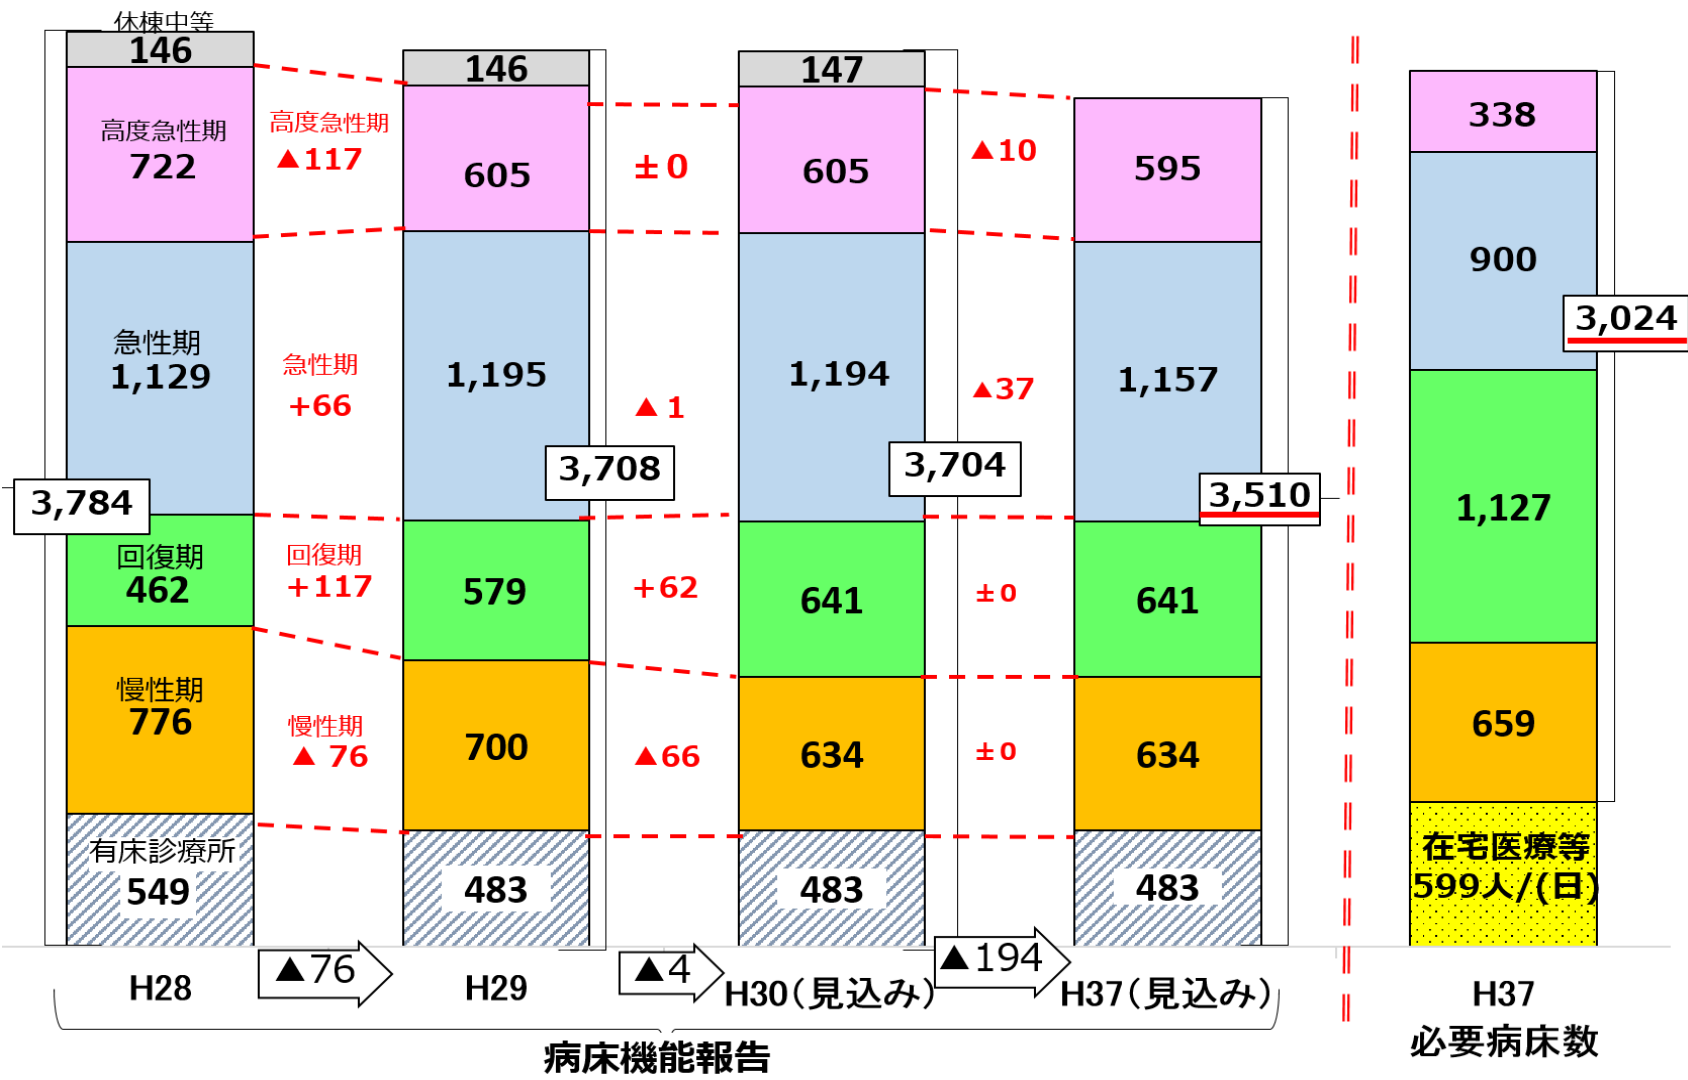 休棟中等
146
高度急性期
722
急性期
1,129
3,784
回復期
462
慢性期
776
有床診療所
549
高度急性期
▲117
急性期
+66
回復期
+117
慢性期
▲ 76
146
605
1,195
3,708
579
700
483
±0
▲ 1
+62
▲66
147
605
1,194
3,704
641
634
483
▲10
▲37
±0
±0
595
1,157
3,510
641
634
483
338
900
3,024
1,127
659
在宅医療等
599人/(日)
H28
▲76
H29
▲4
H30(見込み)
▲194
H37(見込み)
H37
必要病床数
病床機能報告